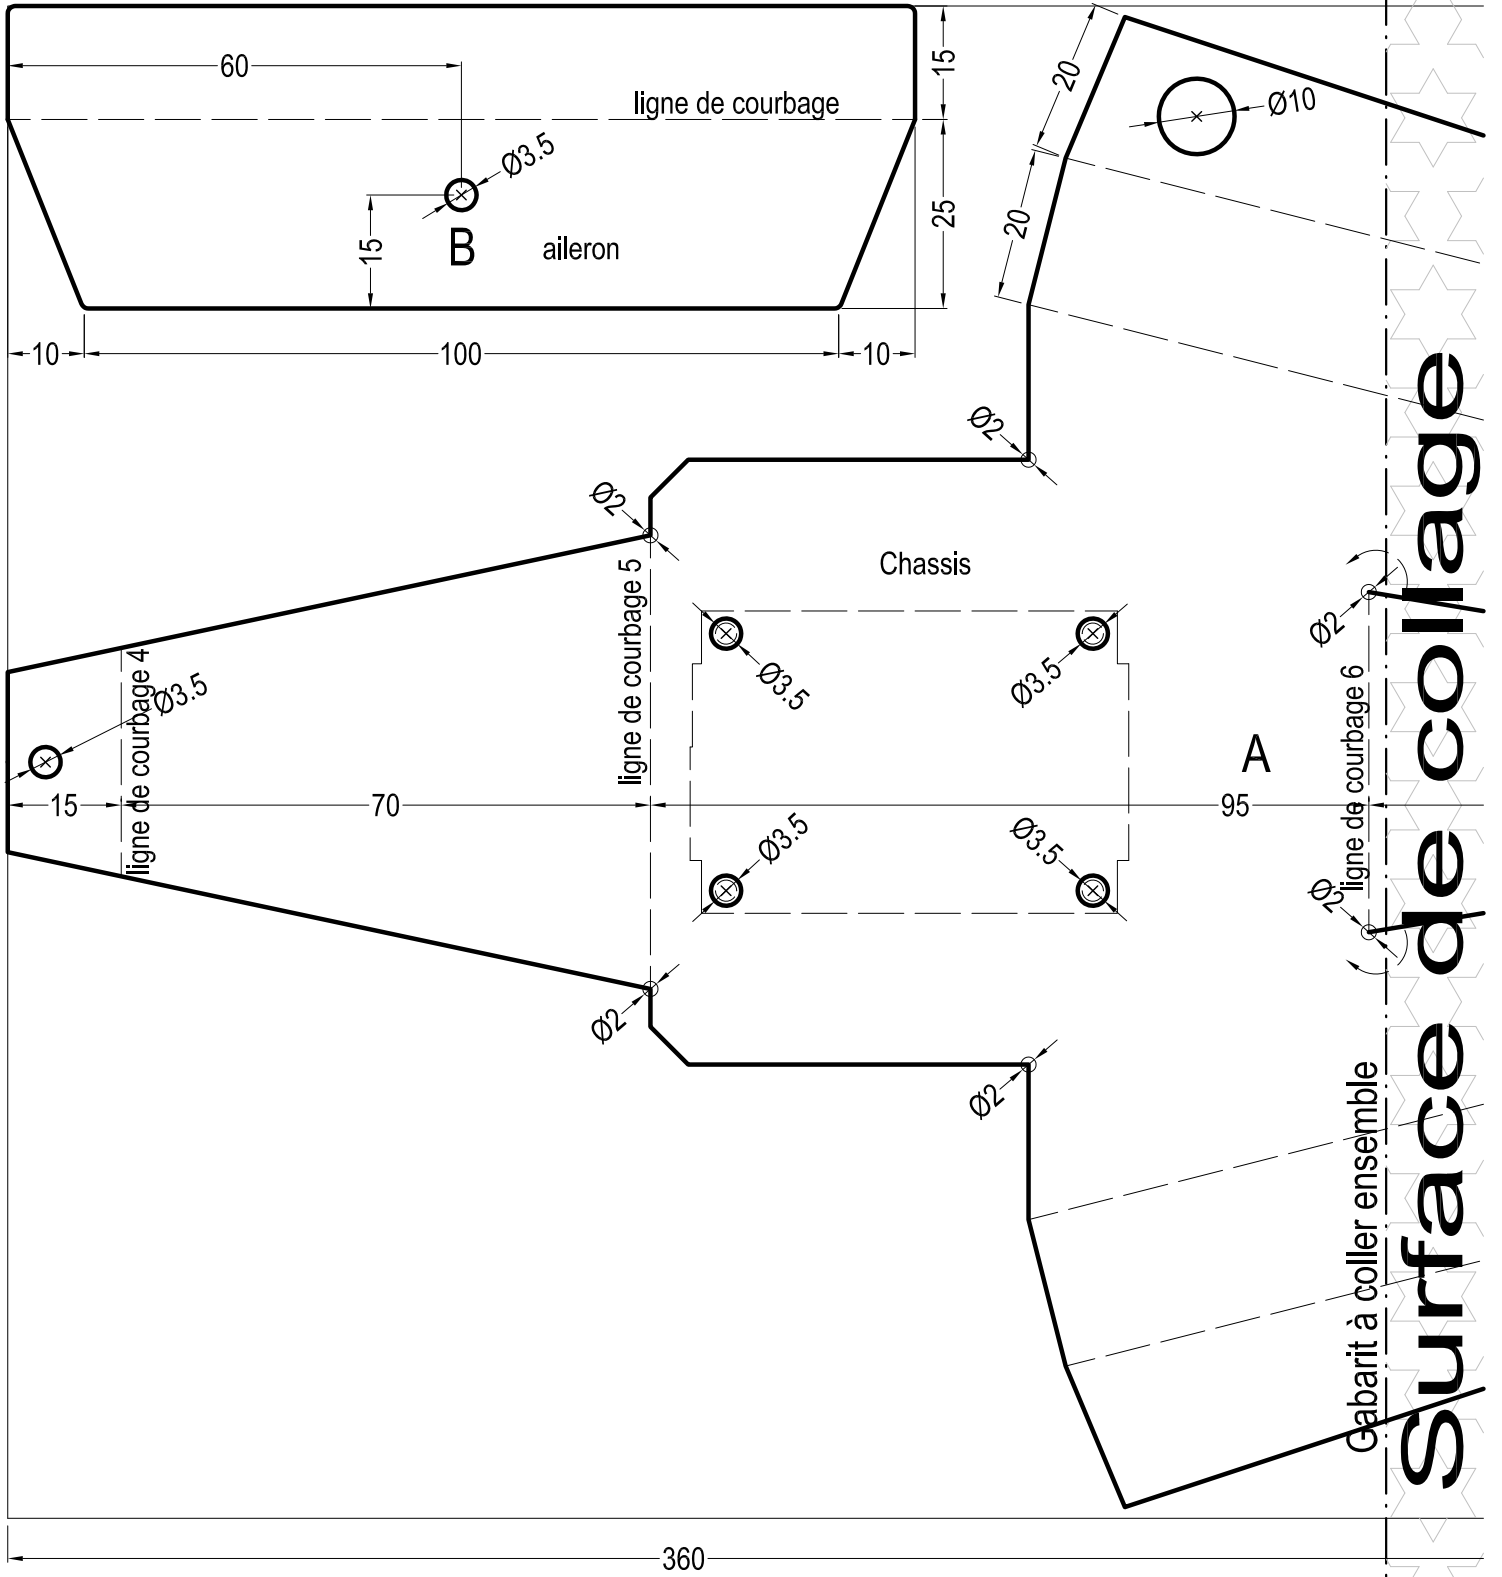 60
ligne de courbage
15
20
Ø10
Ø3.5
15
B
aileron
25
20
10
100
10
Ø2
Ø2
Chassis
ligne de courbage 5
Ø2
Ø3.5
Ø3.5
ligne de courbage 4
Ø3.5
ligne de courbage 6
A
15
70
95
Ø3.5
Ø3.5
Ø2
Ø2
Ø2
Gabarit à coller ensemble
Surface de collage
360